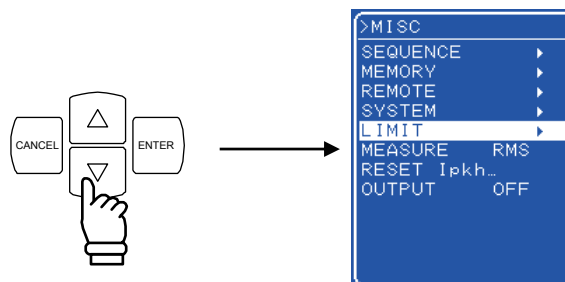 >MISC
SEQUENCE
MEMORY
REMOTE
SYSTEM
LIMIT
MEASURE RMS
RESET Ipkh…
OUTPUT OFF
CANCEL
ENTER